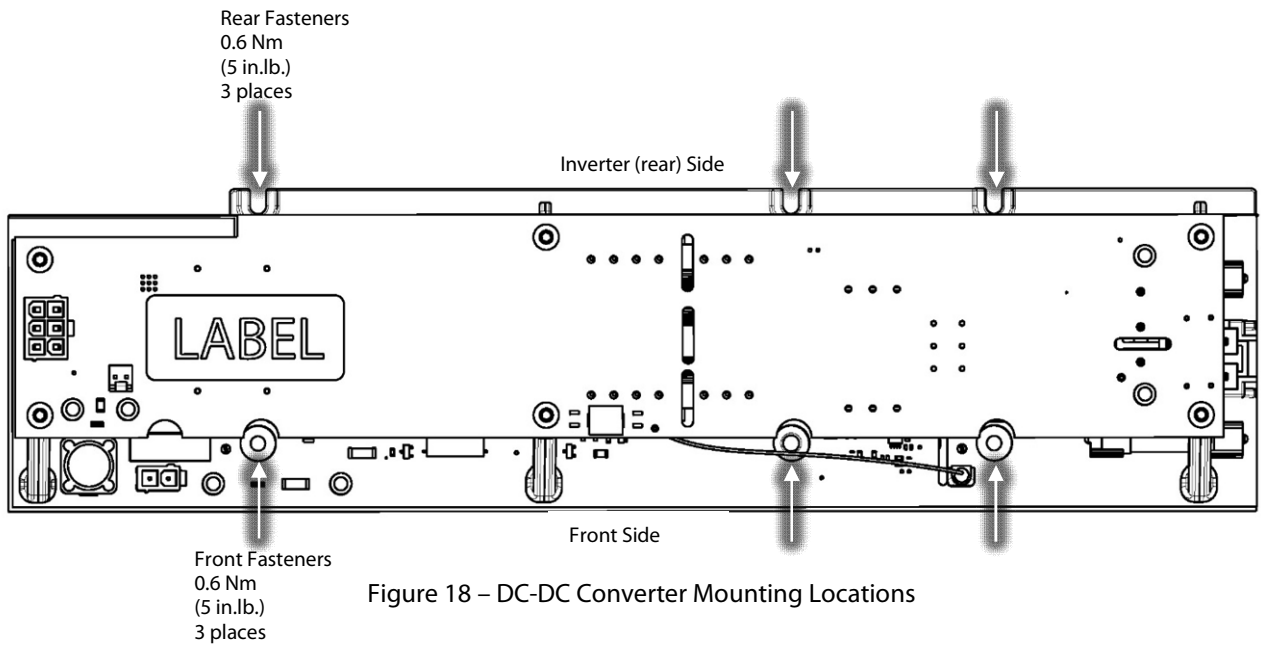 Rear Fasteners
0.6 Nm
(5 in.lb.)
3 places
Inverter (rear) Side
LABEL
Front Side
Front Fasteners
0.6 Nm
(5 in.lb.)
3 places
Figure 18 – DC-DC Converter Mounting Locations